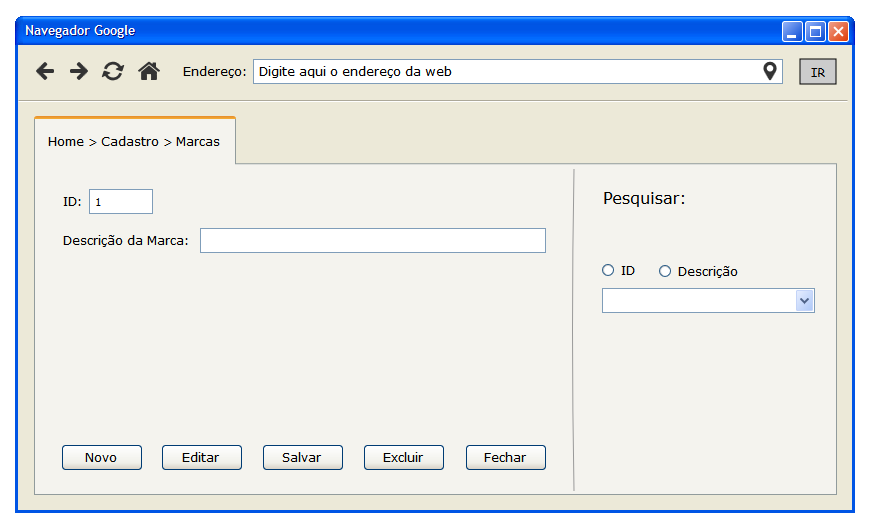 Navegador Google
Endereço: Digite aqui o endereço da web IR
Home > Cadastro > Marcas
ID: 1
Descrição da Marca:
Novo Editar Salvar Excluir Fechar
Pesquisar:
ID Descrição